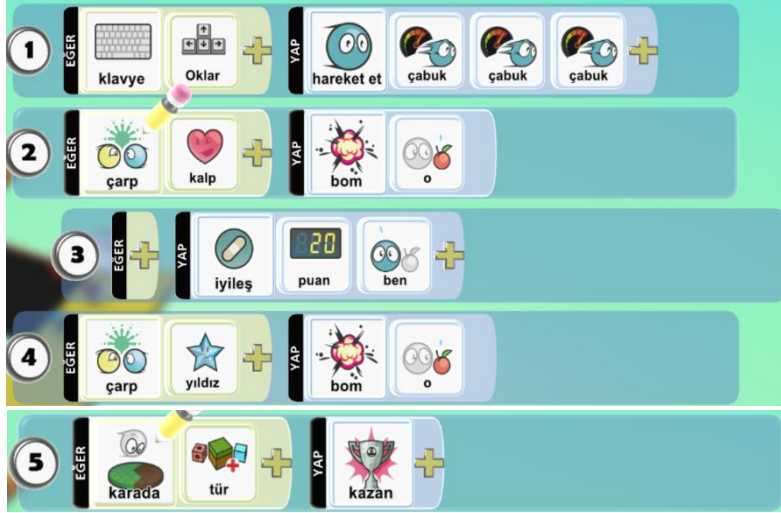 1 EĞER klavye Oklar YAP hareket et çabuk çabuk çabuk
2 EĞER çarp kalp YAP bom o
3 EĞER YAP iyileş 20 puan ben
4 EĞER çarp yıldız YAP bom o
5 EĞER karada tür YAP kazan